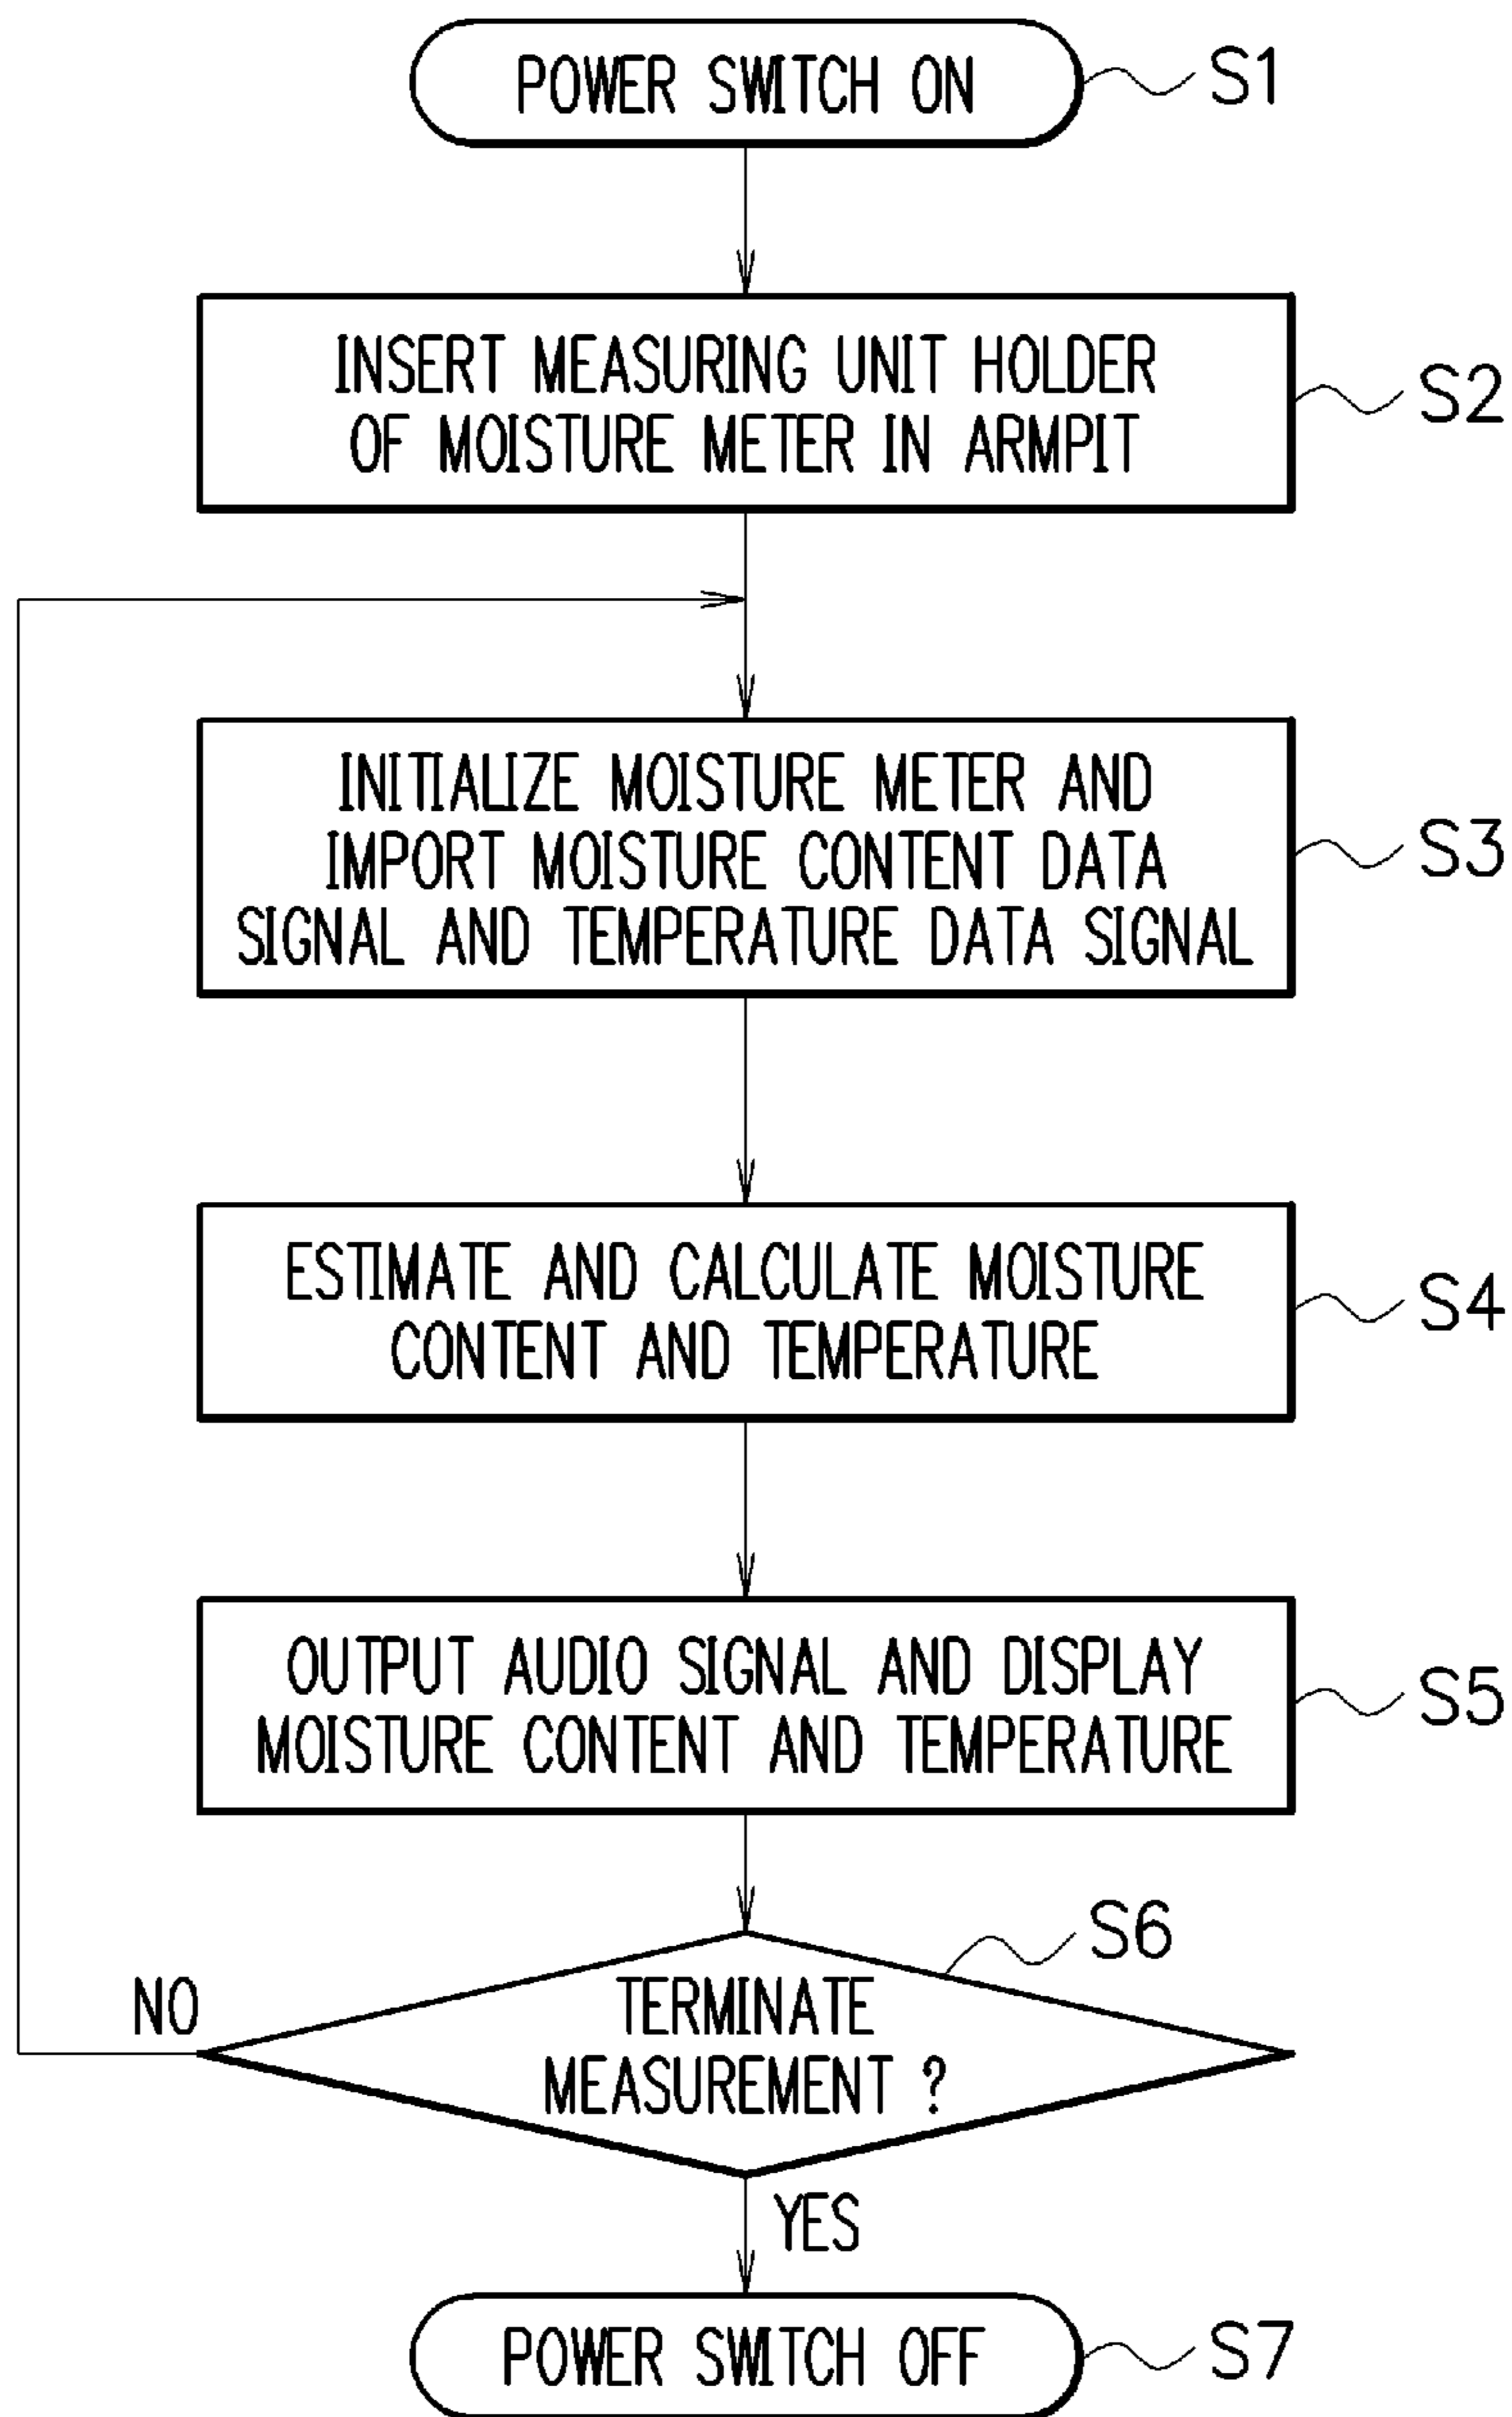 POWER SWITCH ON
S1
INSERT MEASURING UNIT HOLDER
OF MOISTURE METER IN ARMPIT
S2
INITIALIZE MOISTURE METER AND
IMPORT MOISTURE CONTENT DATA
SIGNAL AND TEMPERATURE DATA SIGNAL
S3
ESTIMATE AND CALCULATE MOISTURE
CONTENT AND TEMPERATURE
S4
OUTPUT AUDIO SIGNAL AND DISPLAY
MOISTURE CONTENT AND TEMPERATURE
S5
S6
NO
TERMINATE
MEASUREMENT ?
YES
POWER SWITCH OFF
S7